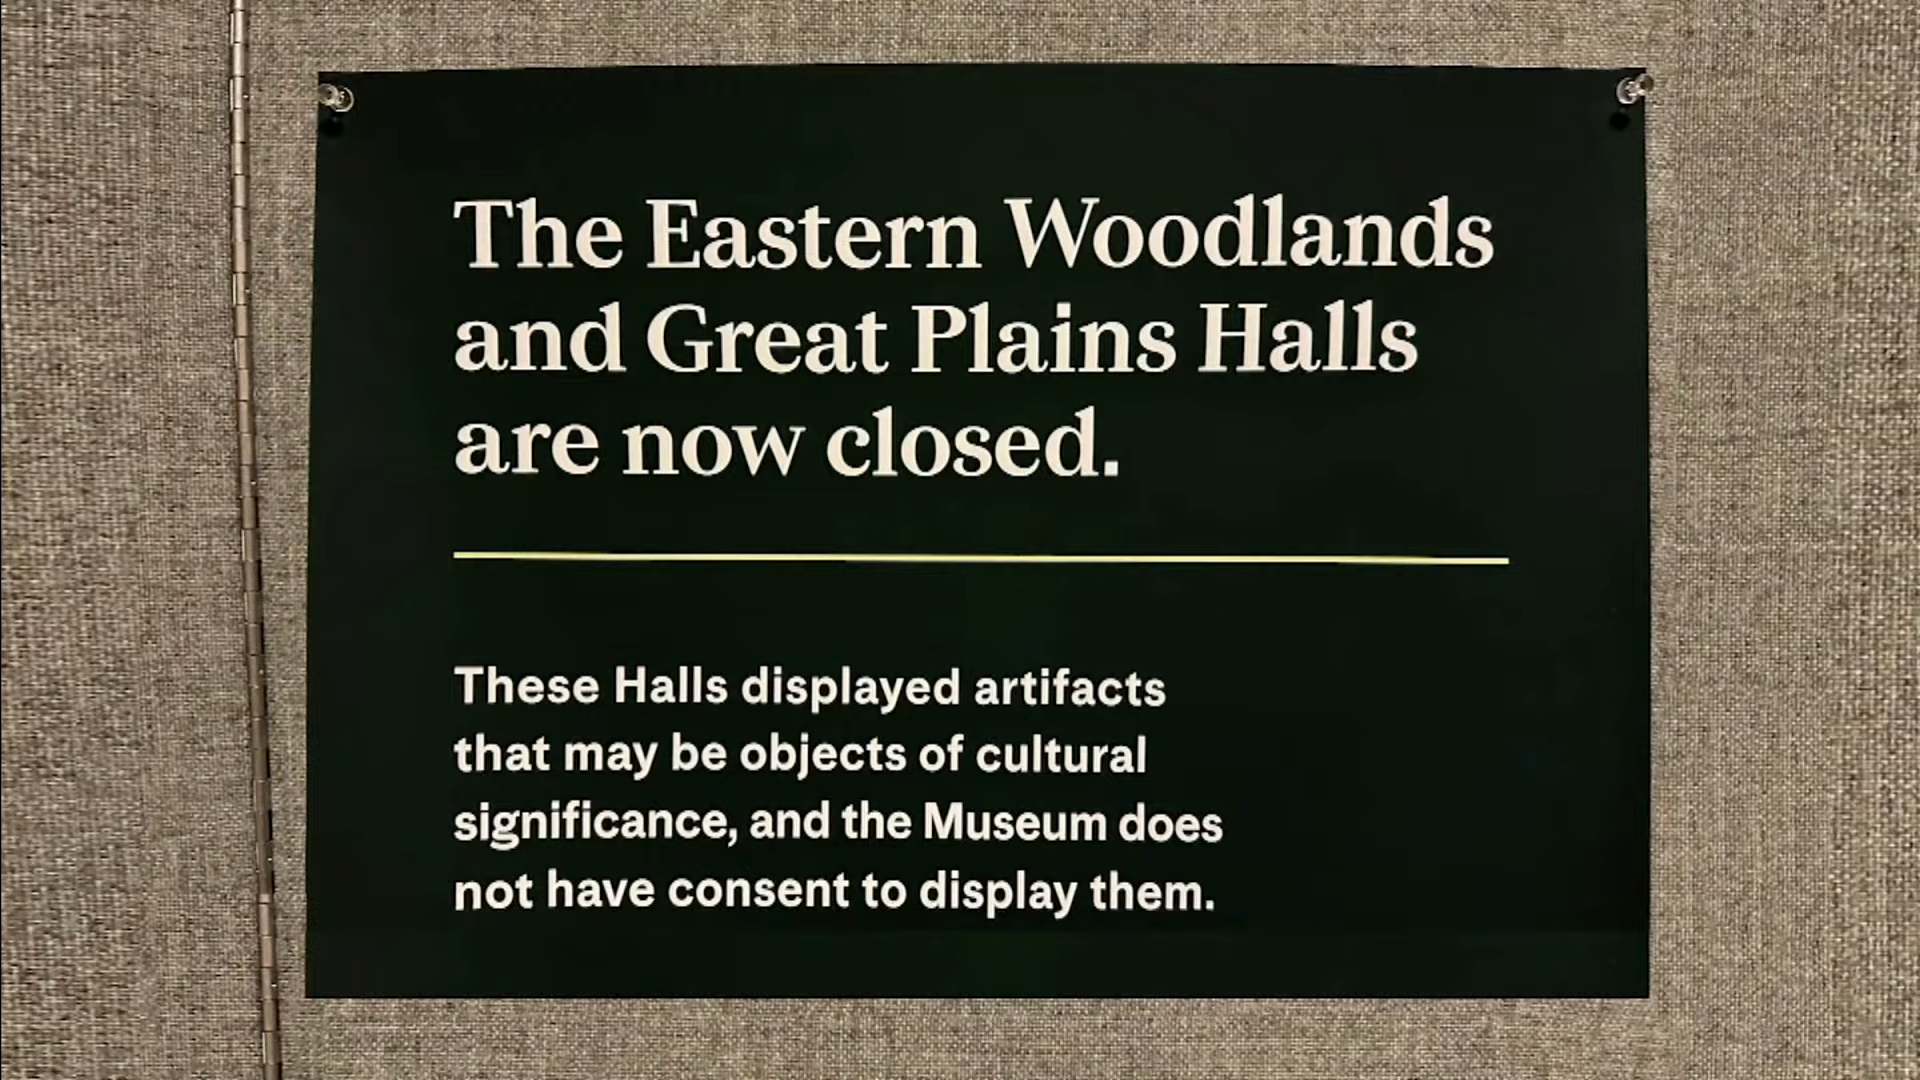 The Eastern Woodlands
and Great Plains Halls
are now closed.
These Halls displayed artifacts
that may be objects of cultural
significance, and the Museum does
not have consent to display them.